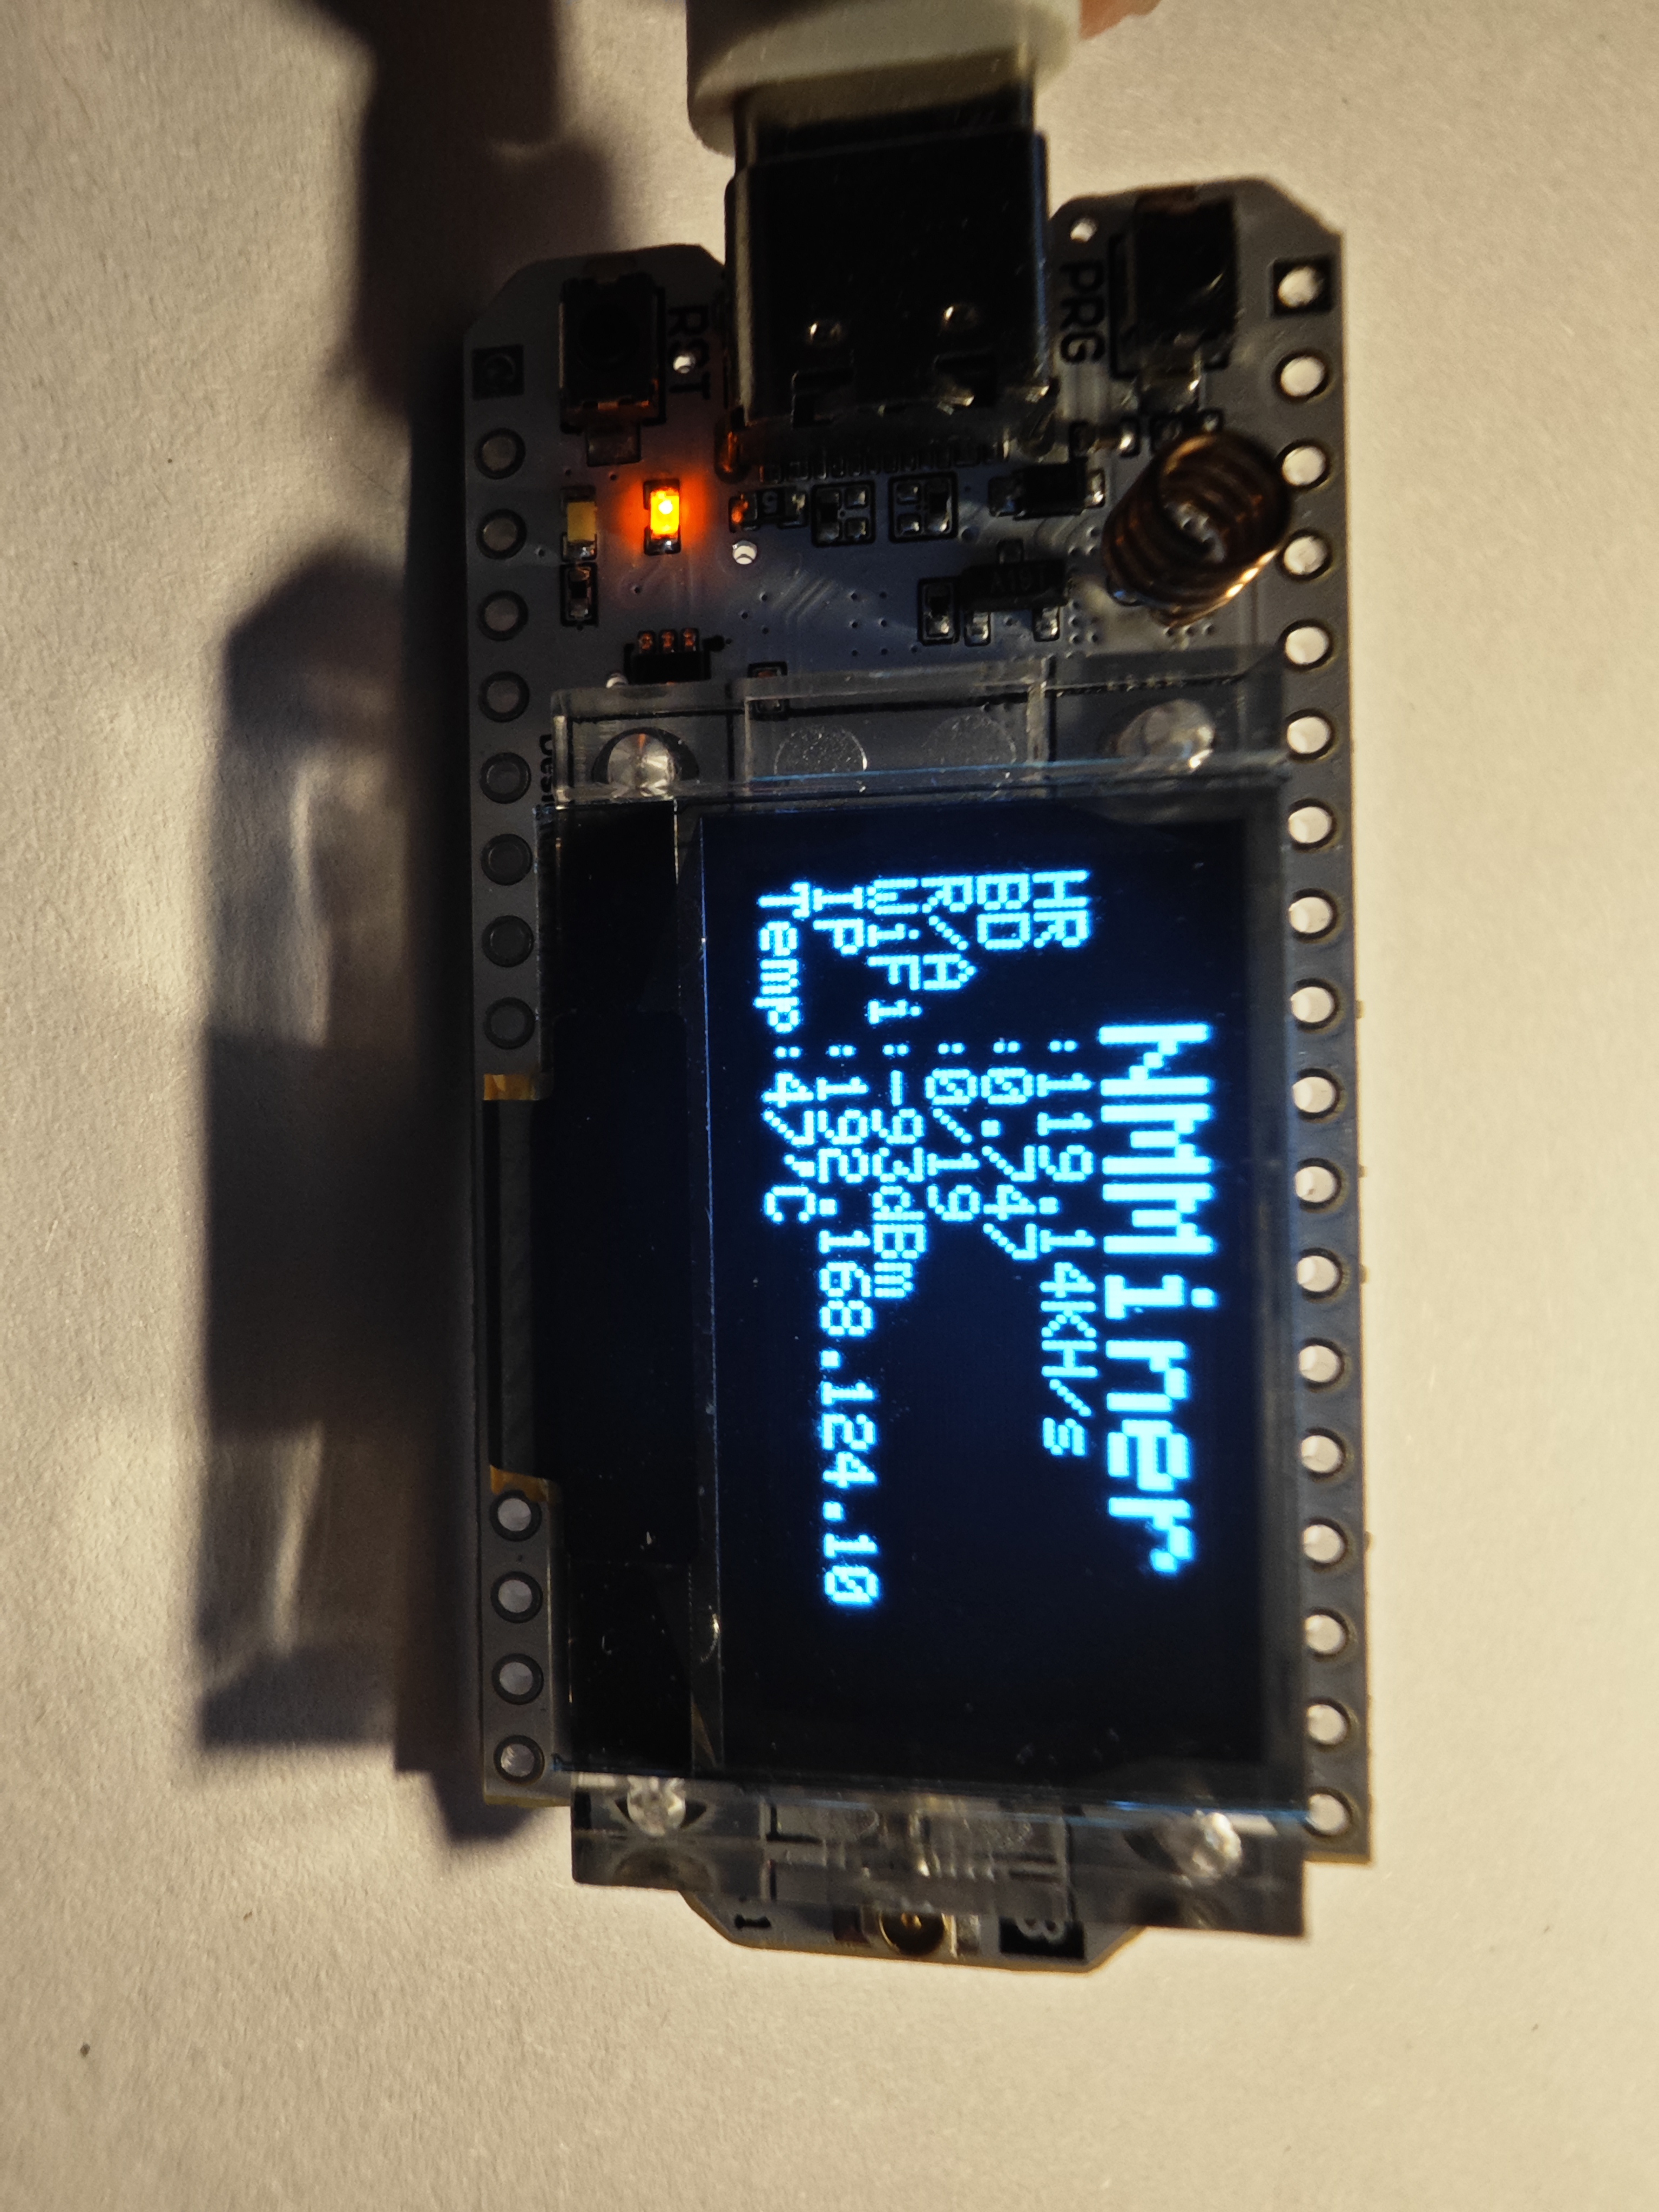 NMMiner
HR :119.14KH/s
BD :0.747
R/A :0/19
WiFi:-93dBm
IP :192.168.124.10
Temp:47'C
PRG
RST
1